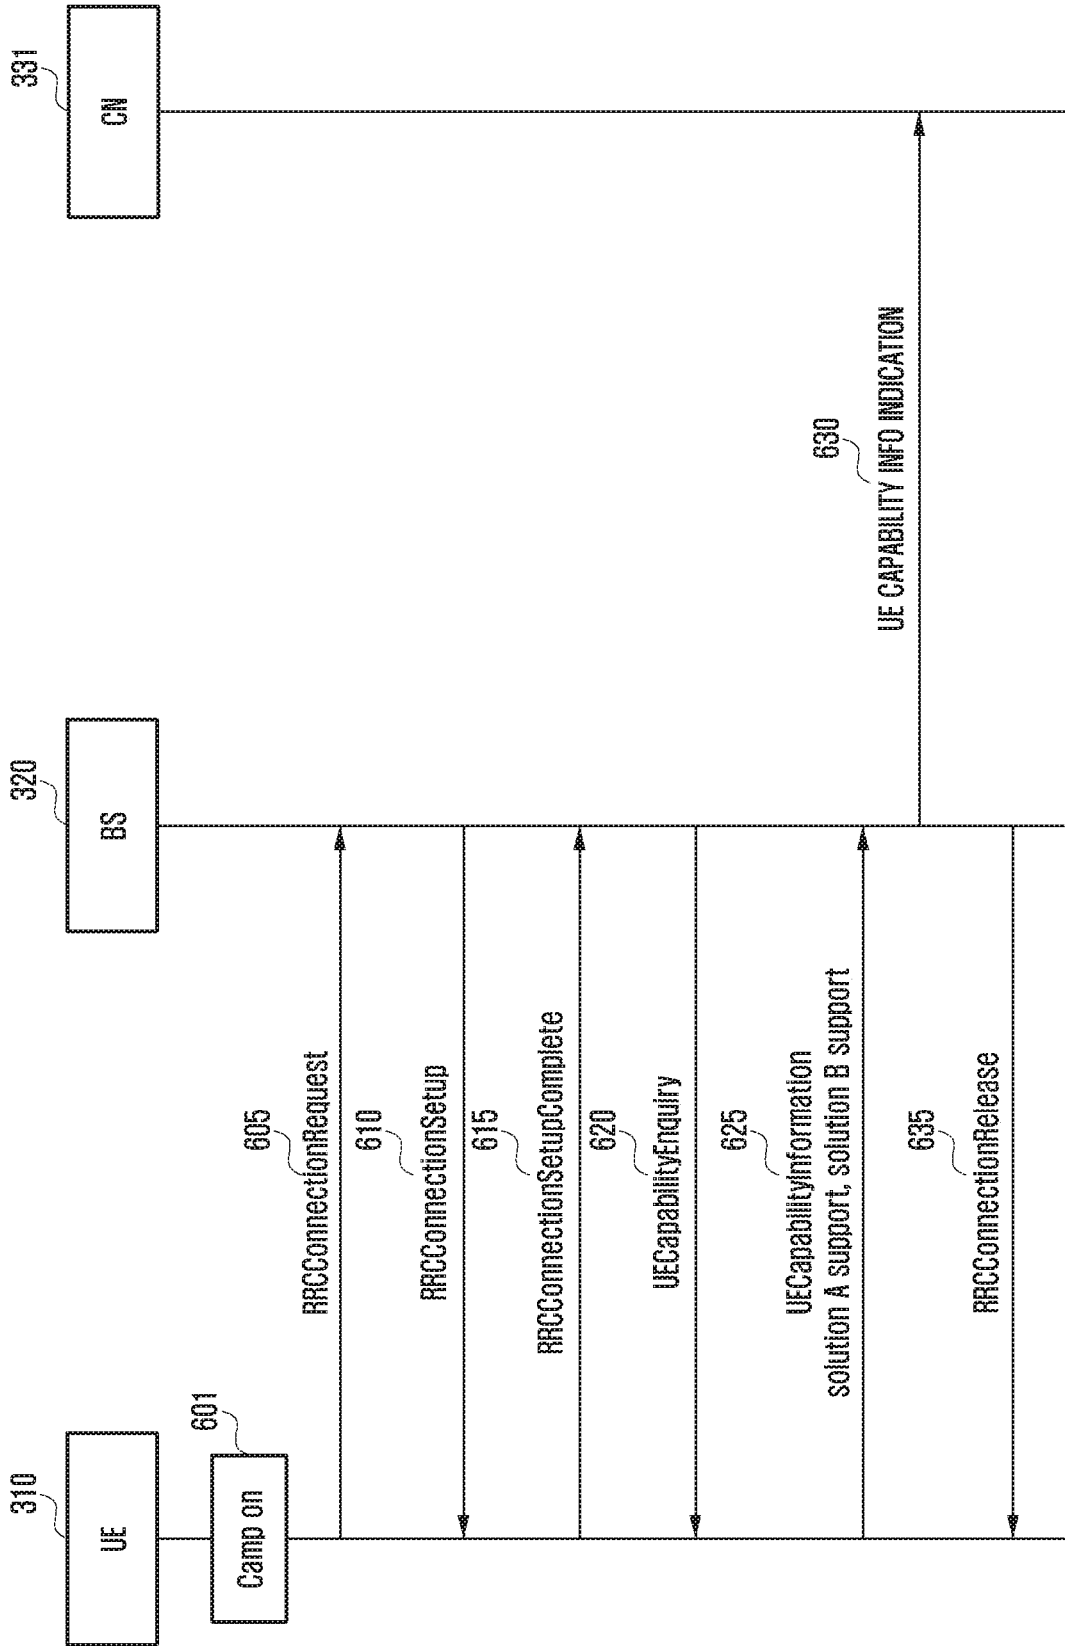 310
UE
320
BS
331
CN
601
Camp on
605
RRCConnectionRequest
610
RRCConnectionSetup
615
RRCConnectionSetupComplete
620
UECapabilityEnquiry
625
UECapabilityInformation
solution A support, solution B support
630
UE CAPABILITY INFO INDICATION
635
RRCConnectionRelease